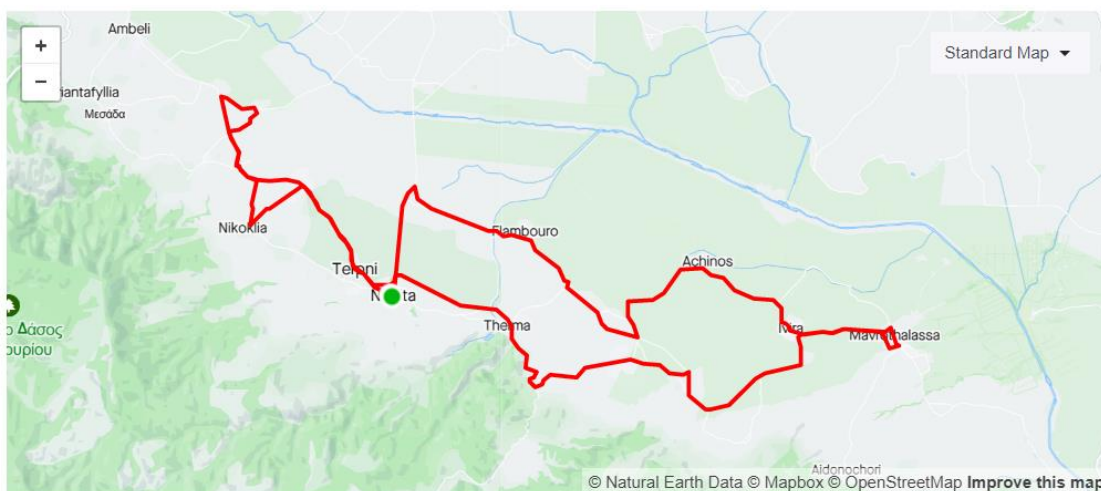 Ambeli
+
Standard Map
−
Μεσάδα
Nikoklia
Flambouro
Terpni
Achinos
Therma
Ivira
Mavrothalassa
Δάσος
Aidonochori
© Natural Earth Data © Mapbox © OpenStreetMap Improve this map